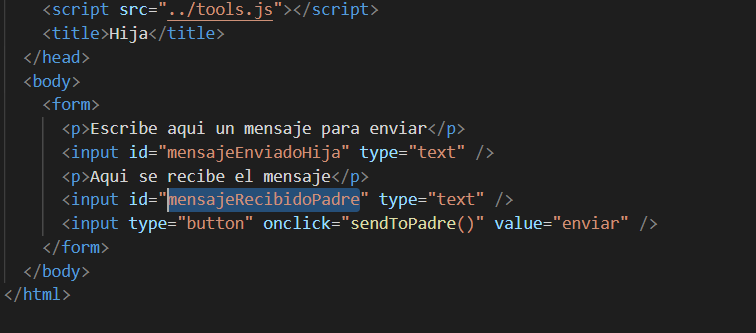 <script src="../tools.js"></script>
<title>Hija</title>
</head>
<body>
<form>
<p>Escribe aqui un mensaje para enviar</p>
<input id="mensajeEnviadoHija" type="text" />
<p>Aqui se recibe el mensaje</p>
<input id="mensajeRecibidoPadre" type="text" />
<input type="button" onclick="sendToPadre()" value="enviar" />
</form>
</body>
</html>